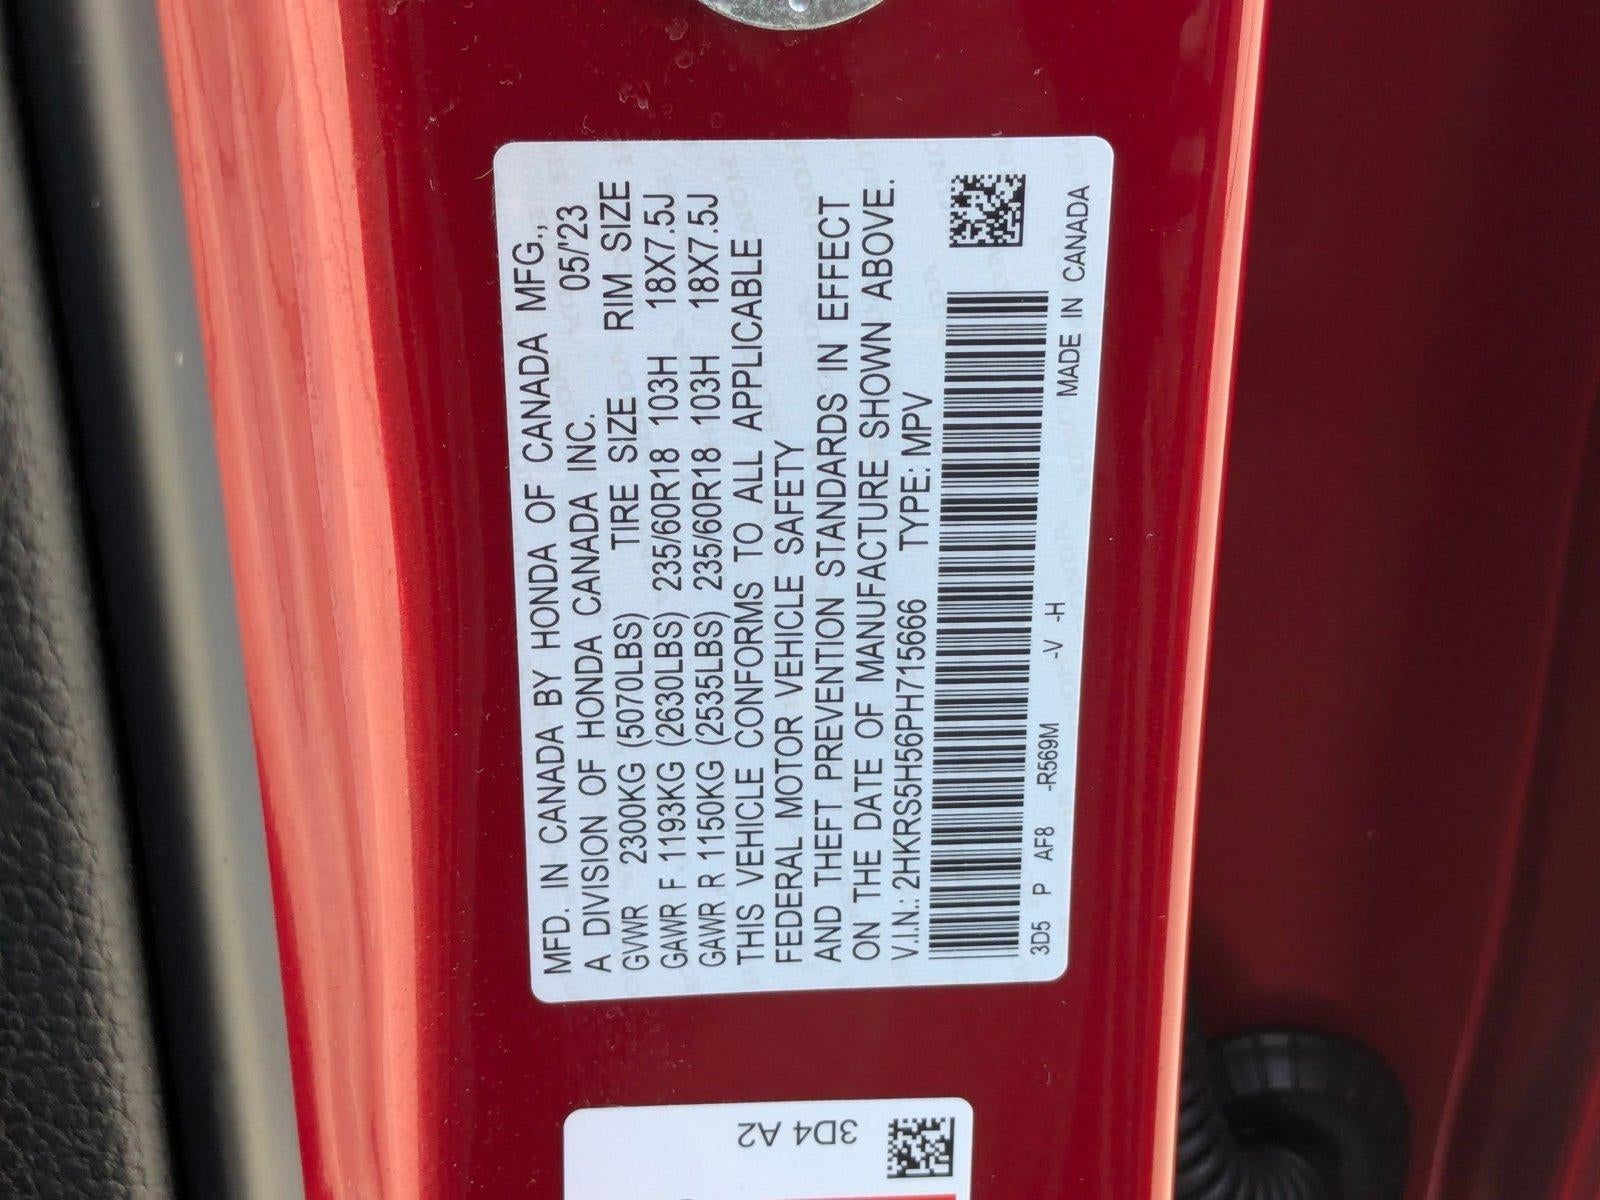 MFD. IN CANADA BY HONDA OF CANADA MFG.,
A DIVISION OF HONDA CANADA INC. 05/'23
GVWR 2300KG (5070LBS) TIRE SIZE RIM SIZE
GAWR F 1193KG (2630LBS) 235/60R18 103H 18X7.5J
GAWR R 1150KG (2535LBS) 235/60R18 103H 18X7.5J
THIS VEHICLE CONFORMS TO ALL APPLICABLE
FEDERAL MOTOR VEHICLE SAFETY
AND THEFT PREVENTION STANDARDS IN EFFECT
ON THE DATE OF MANUFACTURE SHOWN ABOVE.
V.I.N.: 2HKRS5H56PH715666 TYPE: MPV
3D5 P AF8 -R569M -V -H MADE IN CANADA
3D4 A2